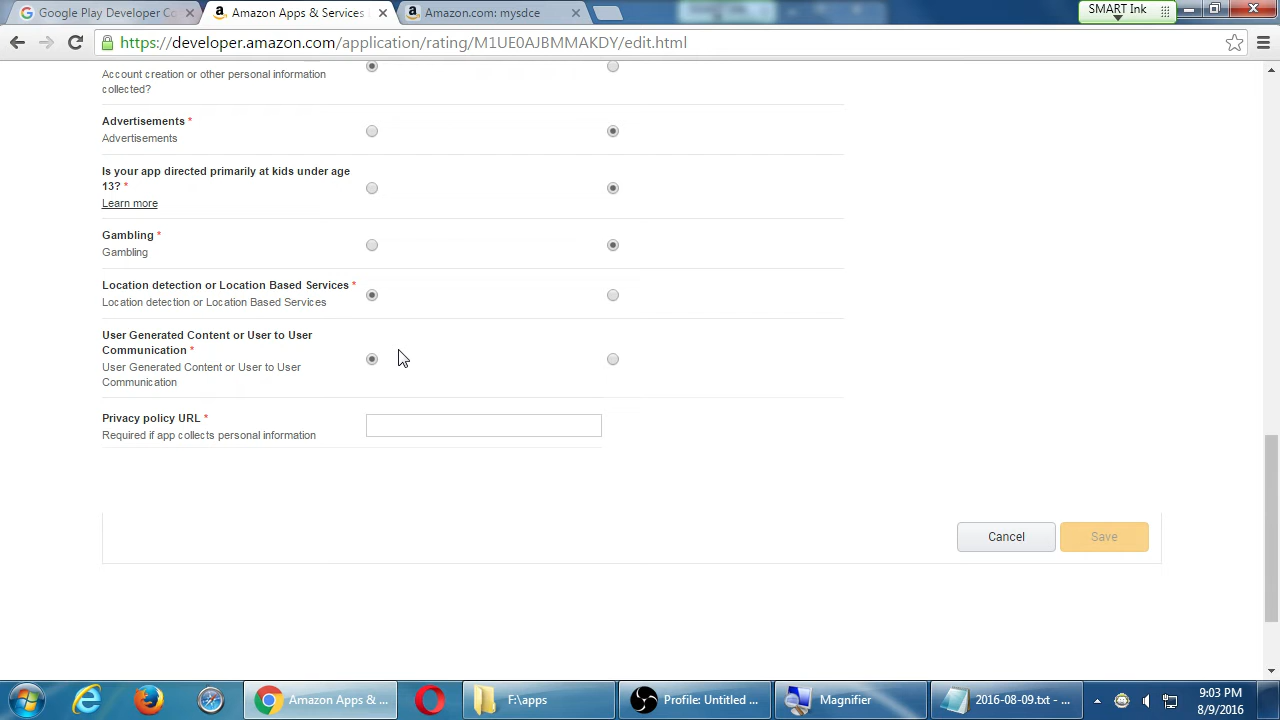 Google Play Developer Co
Amazon Apps & Services
Amazon.com: mysdce
SMART Ink
https://developer.amazon.com/application/rating/M1UE0AJBMMAKDY/edit.html
Account creation or other personal information
collected?
Advertisements *
Advertisements
Is your app directed primarily at kids under age
13? *
Learn more
Gambling *
Gambling
Location detection or Location Based Services *
Location detection or Location Based Services
User Generated Content or User to User
Communication *
User Generated Content or User to User
Communication
Privacy policy URL *
Required if app collects personal information
Cancel
Save
Amazon Apps & ...
F:\apps
Profile: Untitled ...
Magnifier
2016-08-09.txt - ...
9:03 PM
8/9/2016